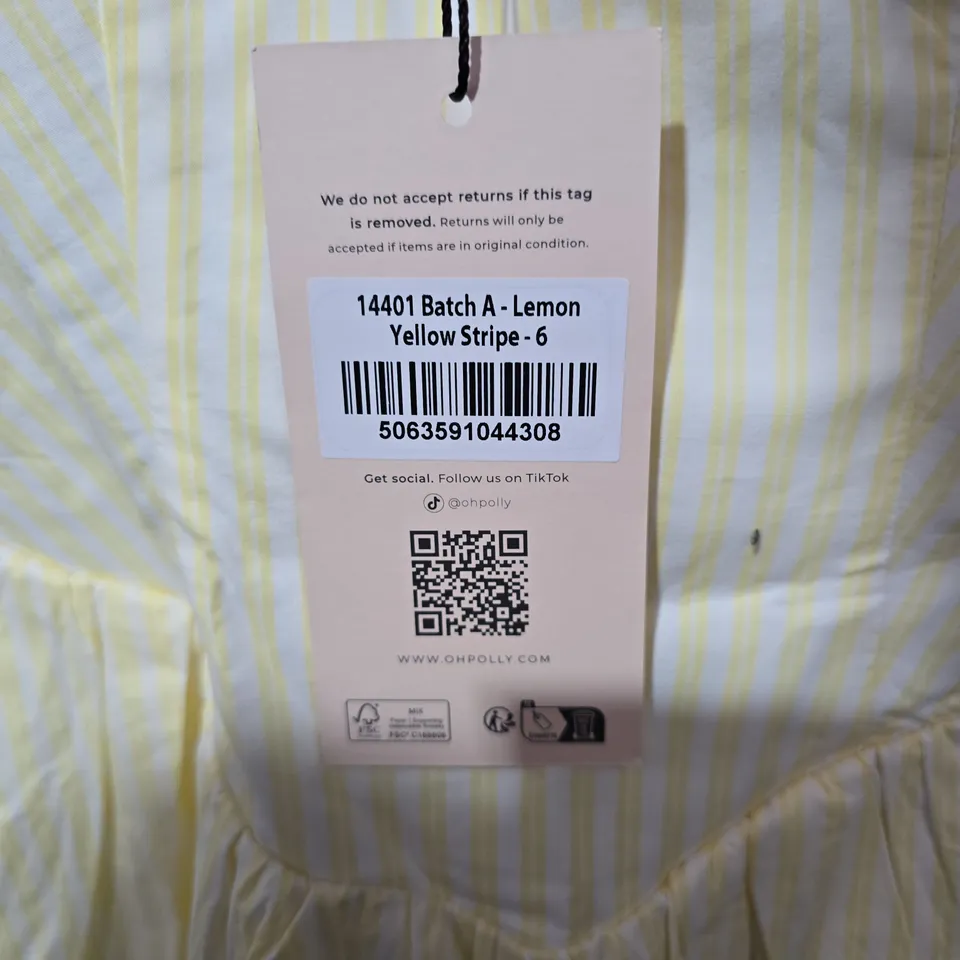 We do not accept returns if this tag
is removed. Returns will only be
accepted if items are in original condition.
14401 Batch A - Lemon
Yellow Stripe - 6
5063591044308
Get social. Follow us on TikTok
@ohpolly
WWW.OHPOLLY.COM
FSC
MIX